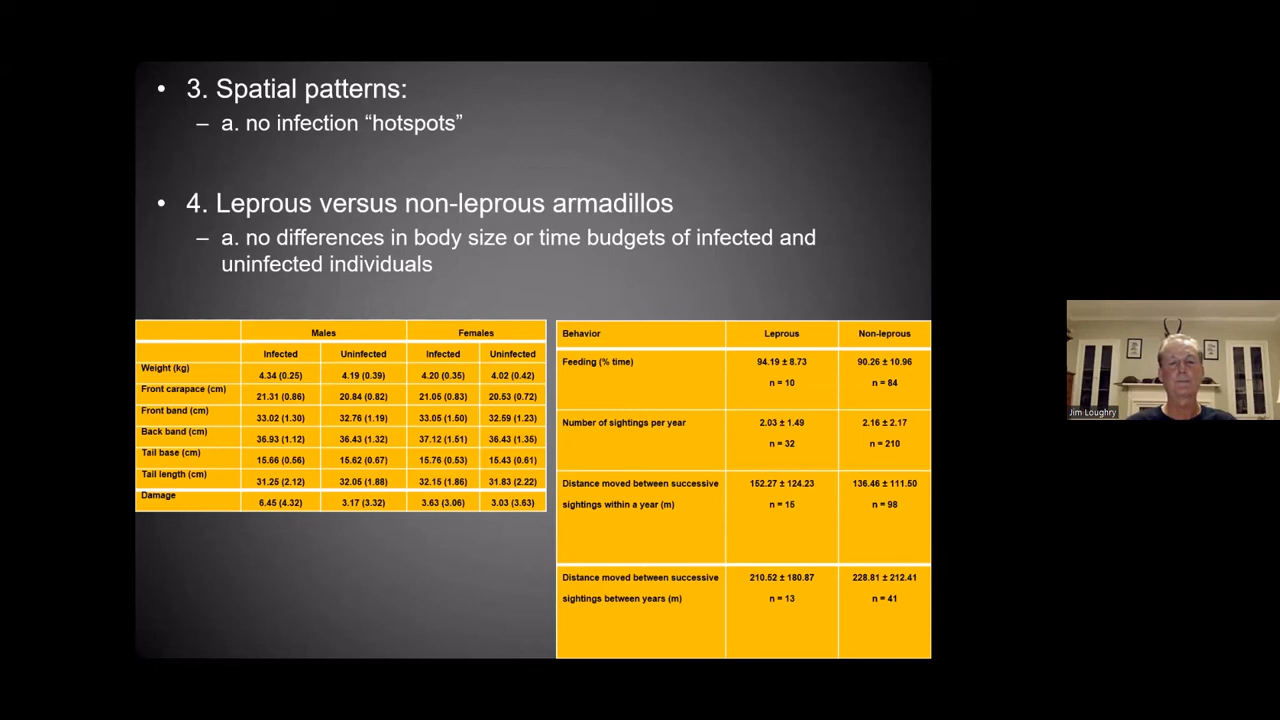 • 3. Spatial patterns:
– a. no infection “hotspots”
• 4. Leprous versus non-leprous armadillos
– a. no differences in body size or time budgets of infected and
uninfected individuals
Males Females
Infected Uninfected Infected Uninfected
Weight (kg) 4.34 (0.25) 4.19 (0.39) 4.20 (0.35) 4.02 (0.42)
Front carapace (cm) 21.31 (0.86) 20.84 (0.82) 21.05 (0.83) 20.53 (0.72)
Front band (cm) 33.02 (1.30) 32.76 (1.19) 33.05 (1.50) 32.59 (1.23)
Back band (cm) 36.93 (1.12) 36.43 (1.32) 37.12 (1.51) 36.43 (1.35)
Tail base (cm) 15.66 (0.56) 15.62 (0.67) 15.76 (0.53) 15.43 (0.61)
Tail length (cm) 31.25 (2.12) 32.05 (1.88) 32.15 (1.86) 31.83 (2.22)
Damage 6.45 (4.32) 3.17 (3.32) 3.63 (3.06) 3.03 (3.63)
Behavior Leprous Non-leprous
Feeding (% time) 94.19 ± 8.73 90.26 ± 10.96
n = 10 n = 84
Number of sightings per year 2.03 ± 1.49 2.16 ± 2.17
n = 32 n = 210
Distance moved between successive 152.27 ± 124.23 136.46 ± 111.50
sightings within a year (m) n = 15 n = 98
Distance moved between successive 210.52 ± 180.87 228.81 ± 212.41
sightings between years (m) n = 13 n = 41
Jim Loughry